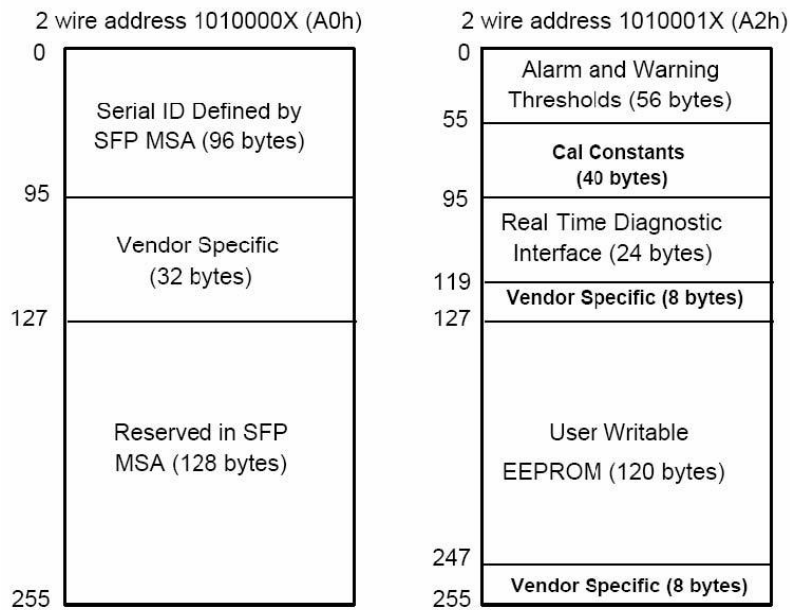 2 wire address 1010000X (A0h)
0
Serial ID Defined by
SFP MSA (96 bytes)
95
Vendor Specific
(32 bytes)
127
Reserved in SFP
MSA (128 bytes)
255
2 wire address 1010001X (A2h)
0
Alarm and Warning
Thresholds (56 bytes)
55
Cal Constants
(40 bytes)
95
Real Time Diagnostic
Interface (24 bytes)
119
Vendor Specific (8 bytes)
127
User Writable
EEPROM (120 bytes)
247
Vendor Specific (8 bytes)
255